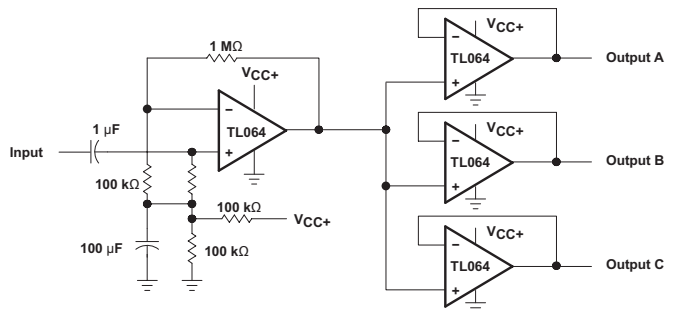 1 MΩ
VCC+
−
TL064
+
1 µF
Input
100 kΩ
100 kΩ
VCC+
100 µF
100 kΩ
VCC+
−
TL064
+
Output A
VCC+
−
TL064
+
Output B
VCC+
−
TL064
+
Output C